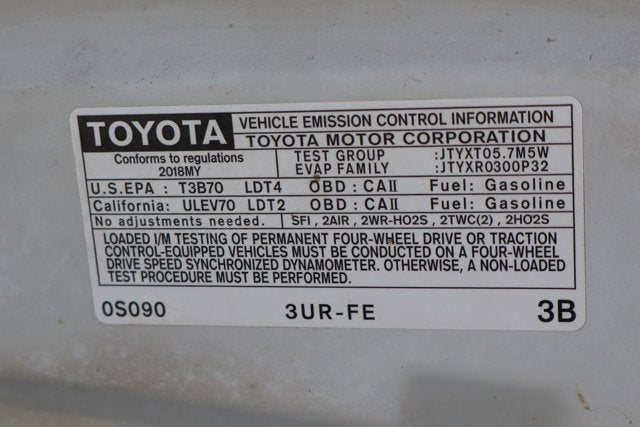 TOYOTA VEHICLE EMISSION CONTROL INFORMATION
TOYOTA MOTOR CORPORATION
Conforms to regulations
2018MY
TEST GROUP :JTYXT05.7M5W
EVAP FAMILY :JTYXR0300P32
U.S.EPA : T3B70 LDT4 OBD : CAII Fuel: Gasoline
California: ULEV70 LDT2 OBD : CAII Fuel: Gasoline
No adjustments needed. SFI , 2AIR , 2WR-HO2S , 2TWC(2) , 2HO2S
LOADED I/M TESTING OF PERMANENT FOUR-WHEEL DRIVE OR TRACTION
CONTROL-EQUIPPED VEHICLES MUST BE CONDUCTED ON A FOUR-WHEEL
DRIVE SPEED SYNCHRONIZED DYNAMOMETER. OTHERWISE, A NON-LOADED
TEST PROCEDURE MUST BE PERFORMED.
0S090 3UR-FE 3B